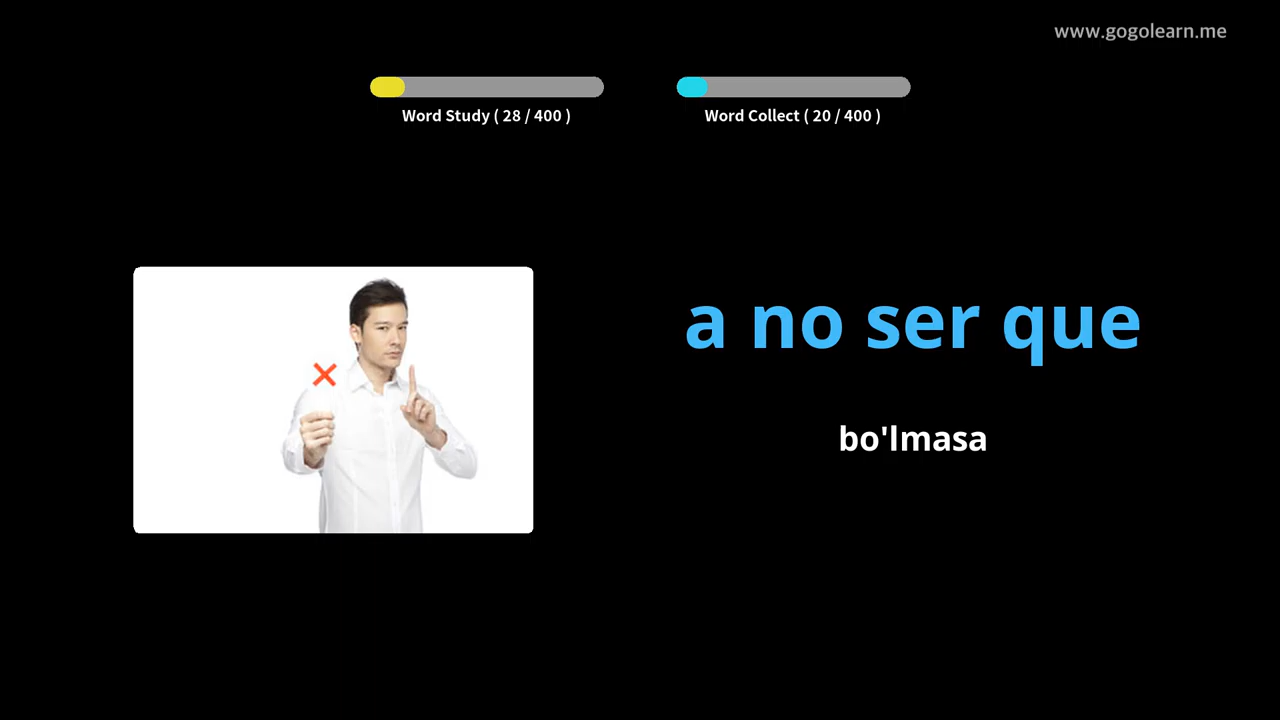 www.gogolearn.me
Word Study ( 28 / 400 )
Word Collect ( 20 / 400 )
a no ser que
bo'lmasa